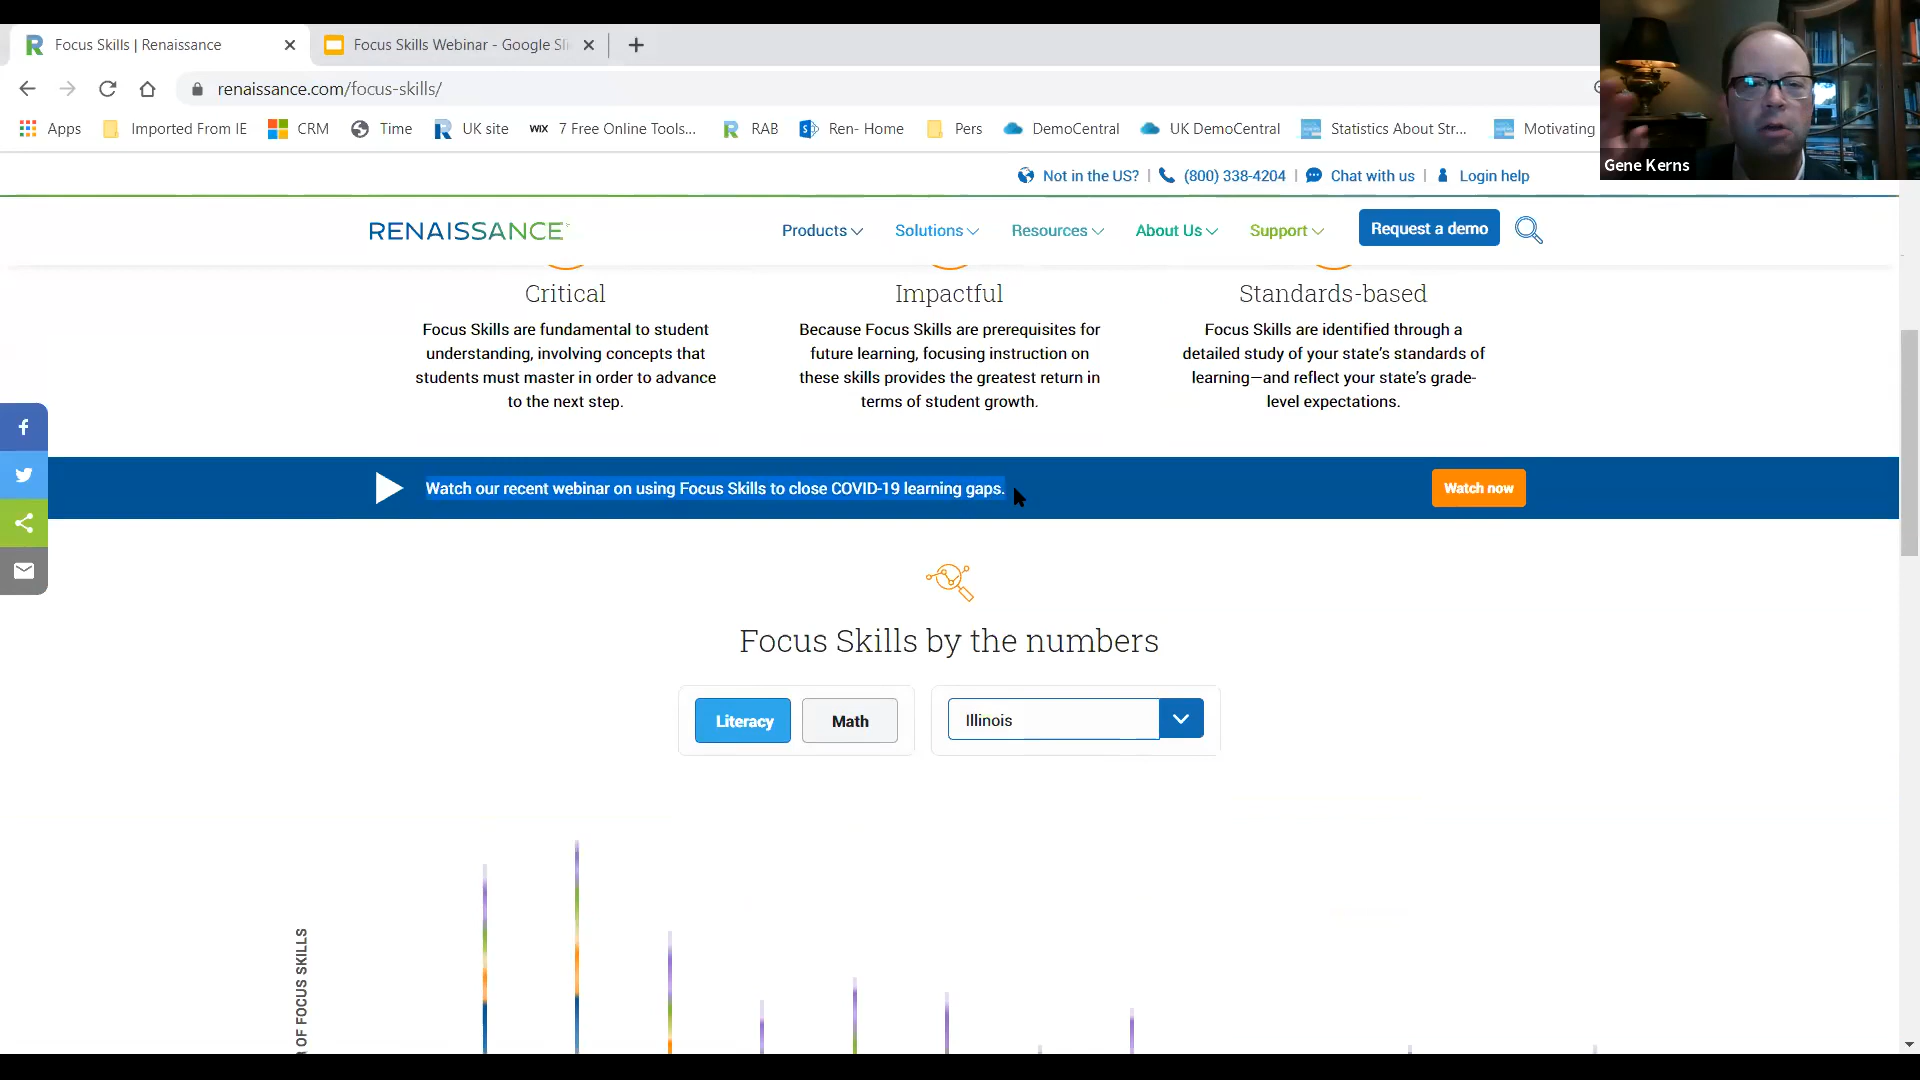 Focus Skills | Renaissance
Focus Skills Webinar - Google Sli
renaissance.com/focus-skills/
Apps
Imported From IE
CRM
Time
UK site
WIX
7 Free Online Tools...
RAB
Ren- Home
Pers
DemoCentral
UK DemoCentral
Statistics About Str...
Motivating
Gene Kerns
Not in the US? | (800) 338-4204 | Chat with us | Login help
RENAISSANCE
Products
Solutions
Resources
About Us
Support
Request a demo
Critical
Focus Skills are fundamental to student
understanding, involving concepts that
students must master in order to advance
to the next step.
Impactful
Because Focus Skills are prerequisites for
future learning, focusing instruction on
these skills provides the greatest return in
terms of student growth.
Standards-based
Focus Skills are identified through a
detailed study of your state's standards of
learning—and reflect your state's grade-
level expectations.
Watch our recent webinar on using Focus Skills to close COVID-19 learning gaps.
Watch now
Focus Skills by the numbers
Literacy
Math
Illinois
OF FOCUS SKILLS